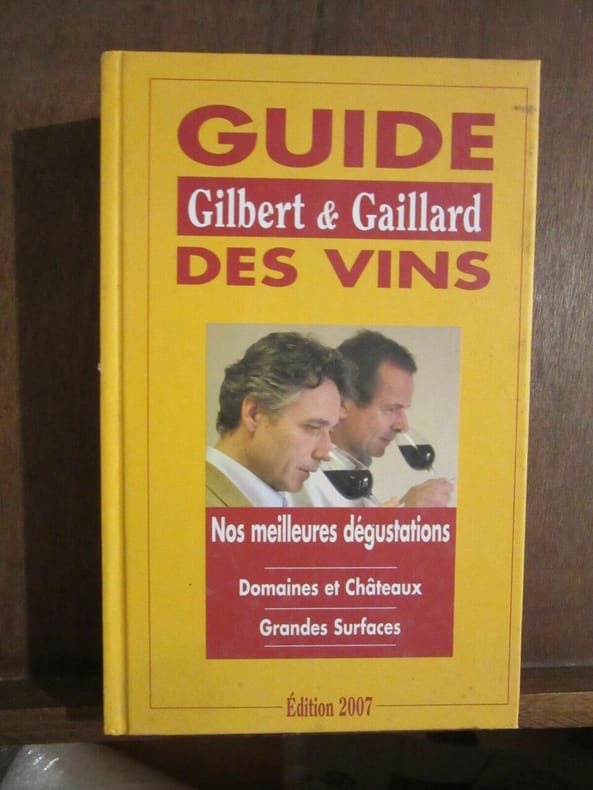 GUIDE
Gilbert & Gaillard
DES VINS
Nos meilleures dégustations
Domaines et Châteaux
Grandes Surfaces
Édition 2007